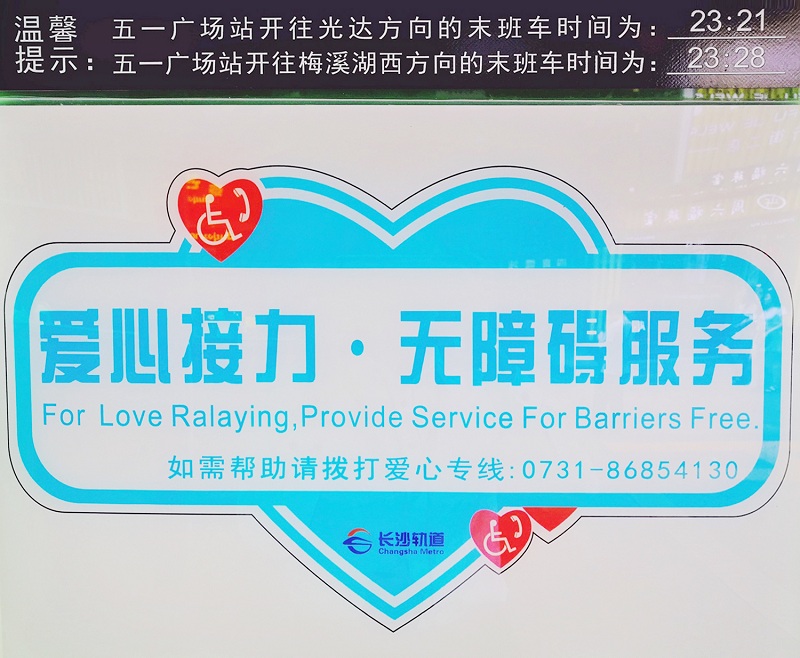 温馨 五一广场站开往光达方向的末班车时间为： 23:21
提示： 五一广场站开往梅溪湖西方向的末班车时间为： 23:28
爱心接力·无障碍服务
For Love Ralaying,Provide Service For Barriers Free.
如需帮助请拨打爱心专线:0731-86854130
长沙轨道
Changsha Metro